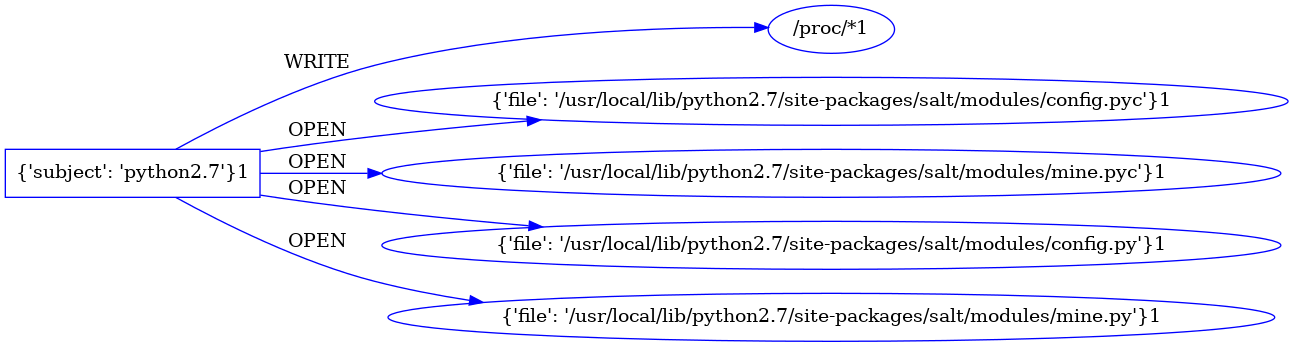 WRITE
/proc/*1
{'file': '/usr/local/lib/python2.7/site-packages/salt/modules/config.pyc'}1
OPEN
{'subject': 'python2.7'}1
OPEN
{'file': '/usr/local/lib/python2.7/site-packages/salt/modules/mine.pyc'}1
OPEN
{'file': '/usr/local/lib/python2.7/site-packages/salt/modules/config.py'}1
OPEN
{'file': '/usr/local/lib/python2.7/site-packages/salt/modules/mine.py'}1